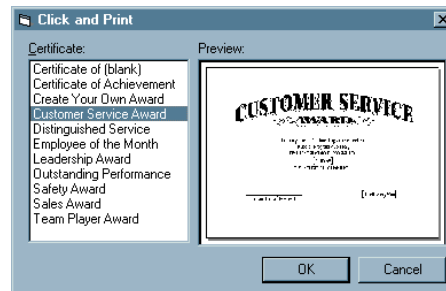 Click and Print
Certificate:
Preview:
Certificate of (blank)
Certificate of Achievement
Create Your Own Award
Customer Service Award
Distinguished Service
Employee of the Month
Leadership Award
Outstanding Performance
Safety Award
Sales Award
Team Player Award
CUSTOMER SERVICE
AWARD
OK
Cancel